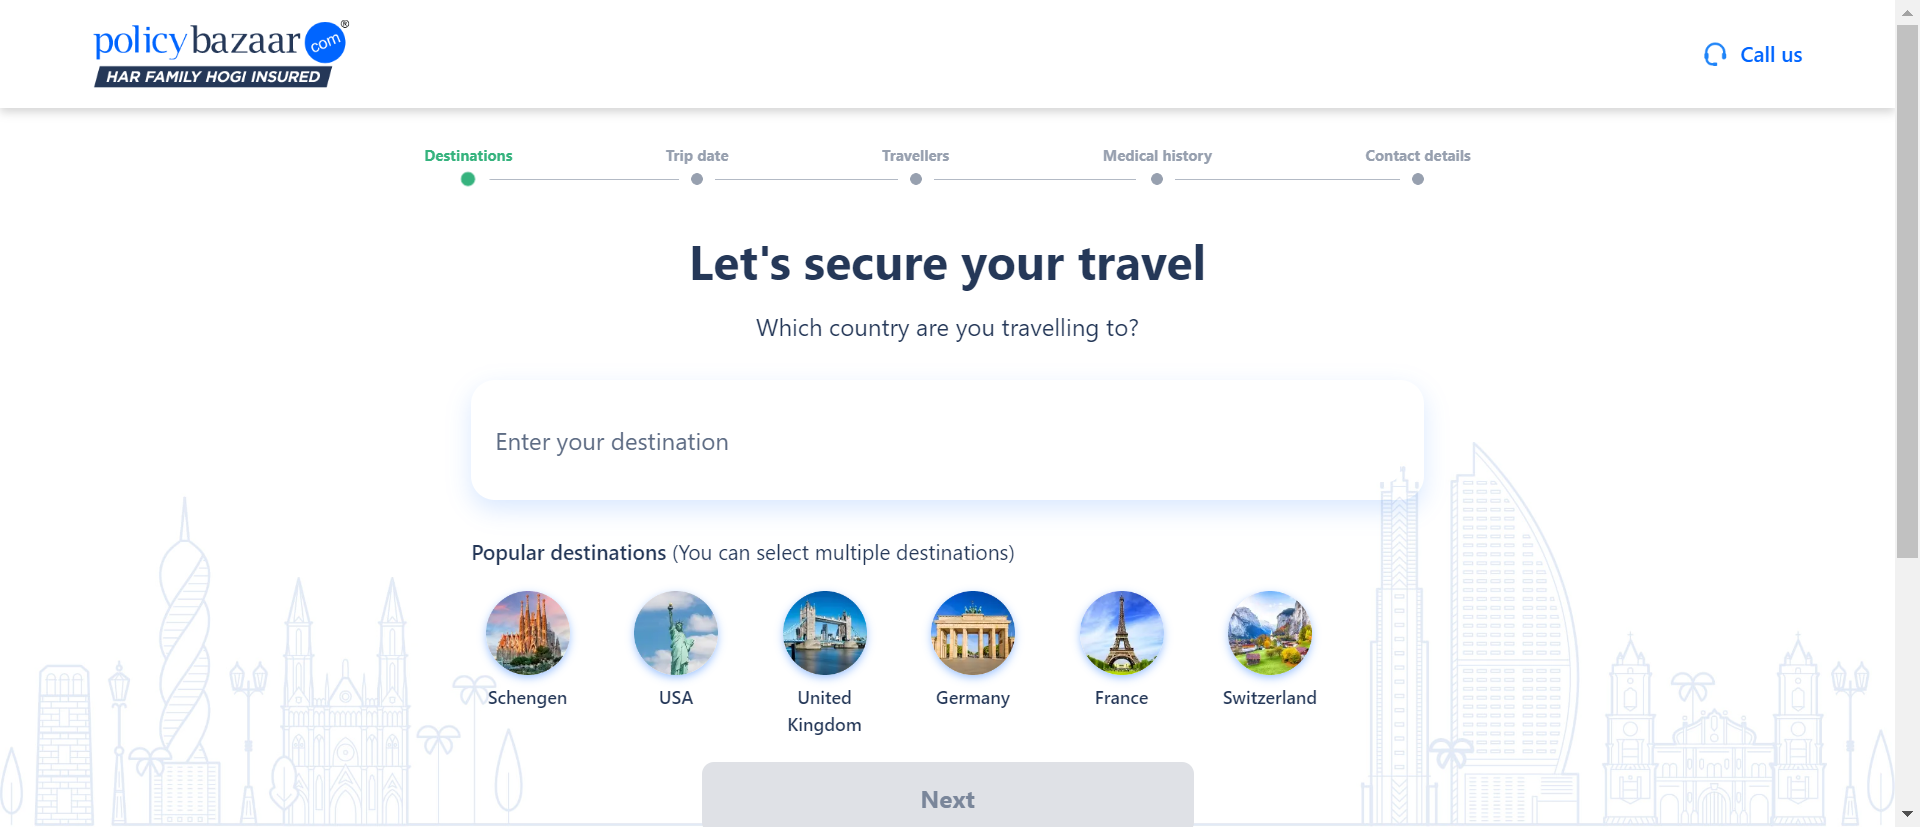 policybazaar com ®
HAR FAMILY HOGI INSURED
Call us
Destinations
Trip date
Travellers
Medical history
Contact details
Let's secure your travel
Which country are you travelling to?
Enter your destination
Popular destinations (You can select multiple destinations)
Schengen
USA
United
Kingdom
Germany
France
Switzerland
Next